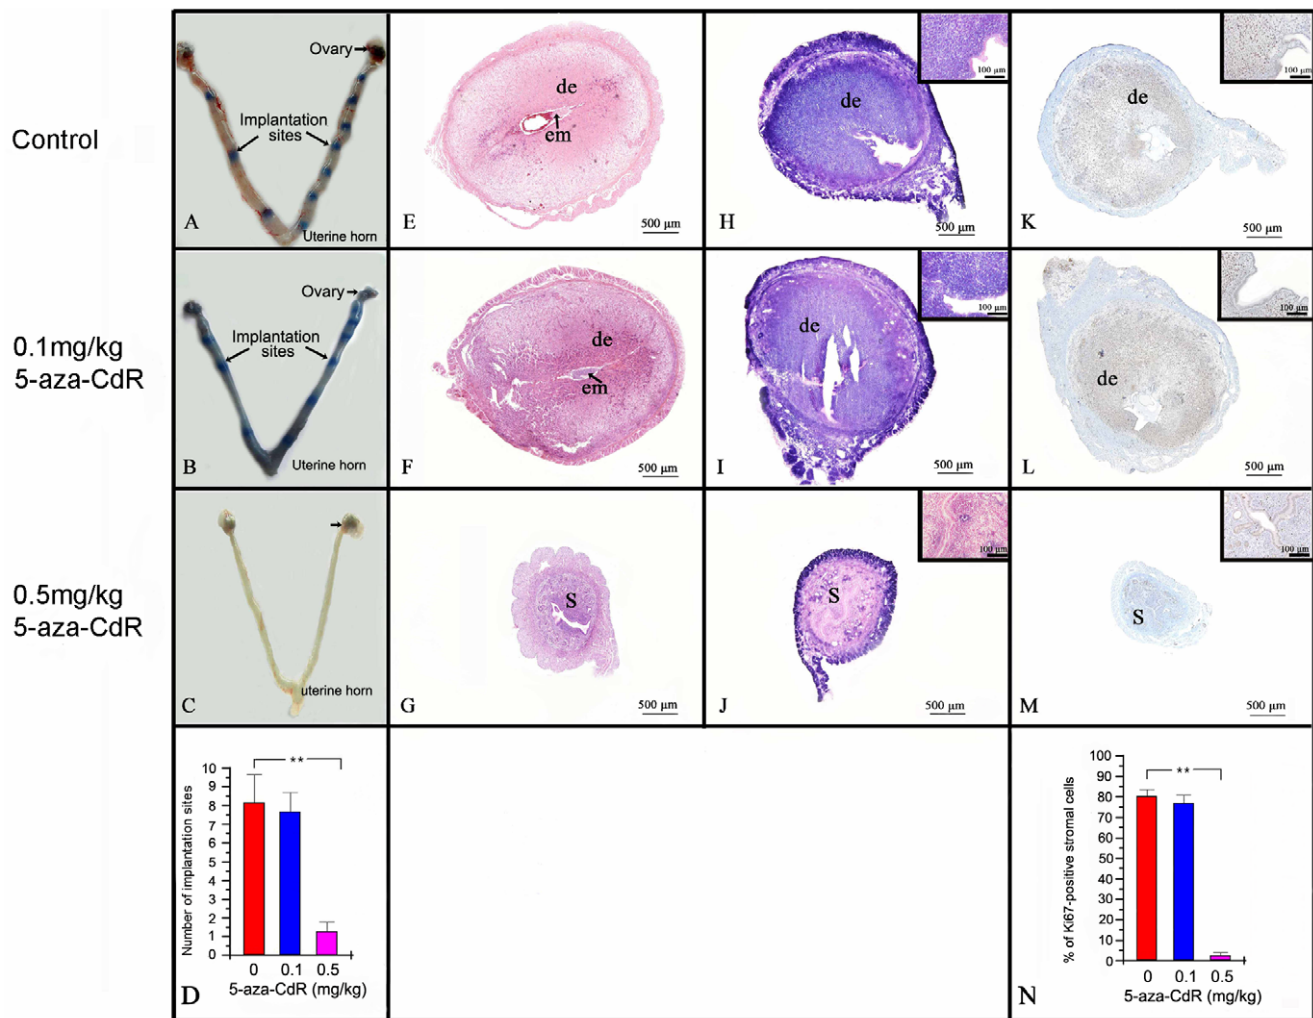 Control
Ovary
Implantation
sites
A
Uterine horn
de
em
E
500 μm
100 μm
de
H
500 μm
100 μm
de
K
500 μm
0.1mg/kg
5-aza-CdR
Ovary
Implantation
sites
B
Uterine horn
de
em
F
500 μm
100 μm
de
I
500 μm
100 μm
de
L
500 μm
0.5mg/kg
5-aza-CdR
C
uterine horn
S
G
500 μm
100 μm
S
J
500 μm
100 μm
S
M
500 μm
Number of implantation sites
**
10
9
8
7
6
5
4
3
2
1
0
0 0.1 0.5
5-aza-CdR (mg/kg)
D
% of Ki67-positive stromal cells
**
100
90
80
70
60
50
40
30
20
10
0
0 0.1 0.5
5-aza-CdR (mg/kg)
N